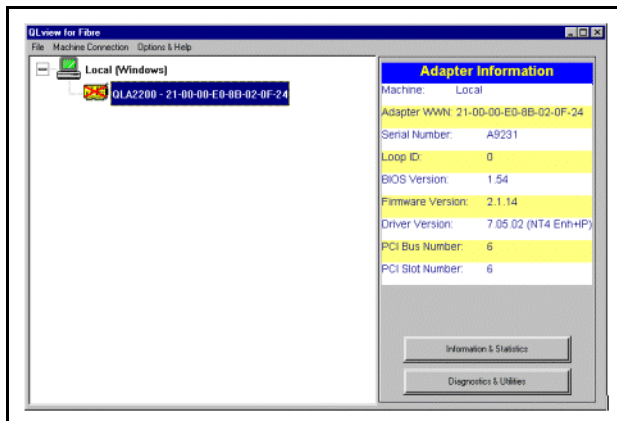 QLview for Fibre
File Machine Connection Options & Help
Local (Windows)
QLA2200 - 21-00-00-E0-8B-02-0F-24
Adapter Information
Machine: Local
Adapter WWN: 21-00-00-E0-8B-02-0F-24
Serial Number: A9231
Loop ID: 0
BIOS Version: 1.54
Firmware Version: 2.1.14
Driver Version: 7.05.02 (NT4 Enh+IP)
PCI Bus Number: 6
PCI Slot Number: 6
Information & Statistics
Diagnostics & Utilities